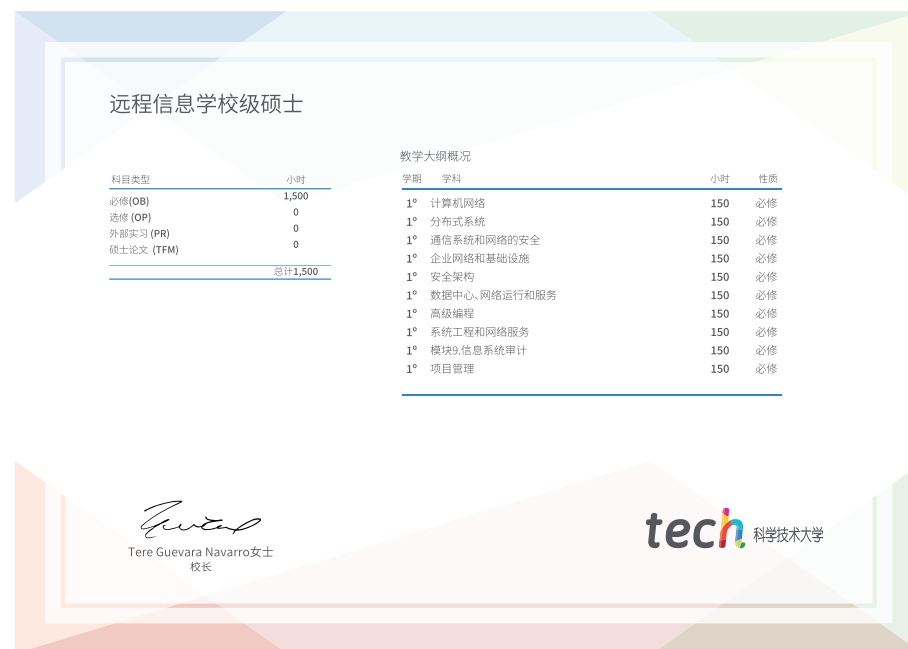 远程信息学校级硕士
科目类型 小时
必修(OB) 1,500
选修 (OP) 0
外部实习 (PR) 0
硕士论文 (TFM) 0
总计1,500
教学大纲概况
学期 学科 小时 性质
1º 计算机网络 150 必修
1º 分布式系统 150 必修
1º 通信系统和网络的安全 150 必修
1º 企业网络和基础设施 150 必修
1º 安全架构 150 必修
1º 数据中心、网络运行和服务 150 必修
1º 高级编程 150 必修
1º 系统工程和网络服务 150 必修
1º 模块9.信息系统审计 150 必修
1º 项目管理 150 必修
Tere Guevara Navarro女士
校长
tech 科学技术大学